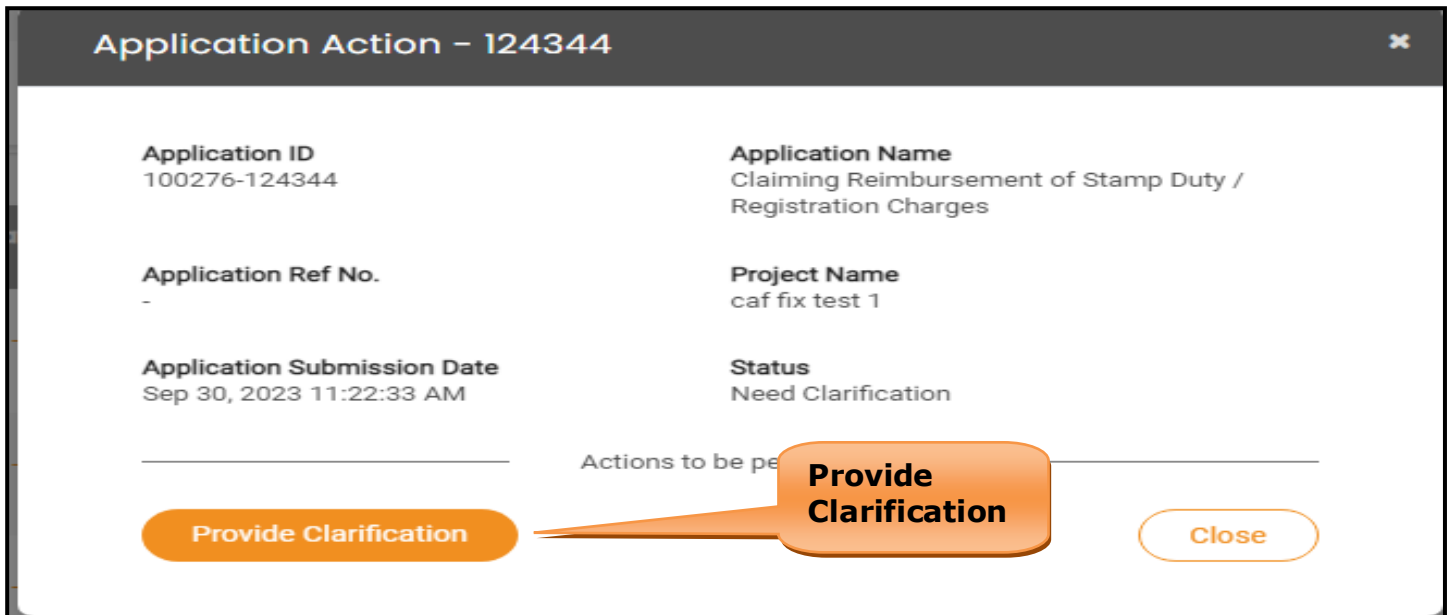 Application Action - 124344
Application ID
100276-124344
Application Name
Claiming Reimbursement of Stamp Duty /
Registration Charges
Application Ref No.
-
Project Name
caf fix test 1
Application Submission Date
Sep 30, 2023 11:22:33 AM
Status
Need Clarification
Actions to be
Provide
Clarification
Provide Clarification
Close